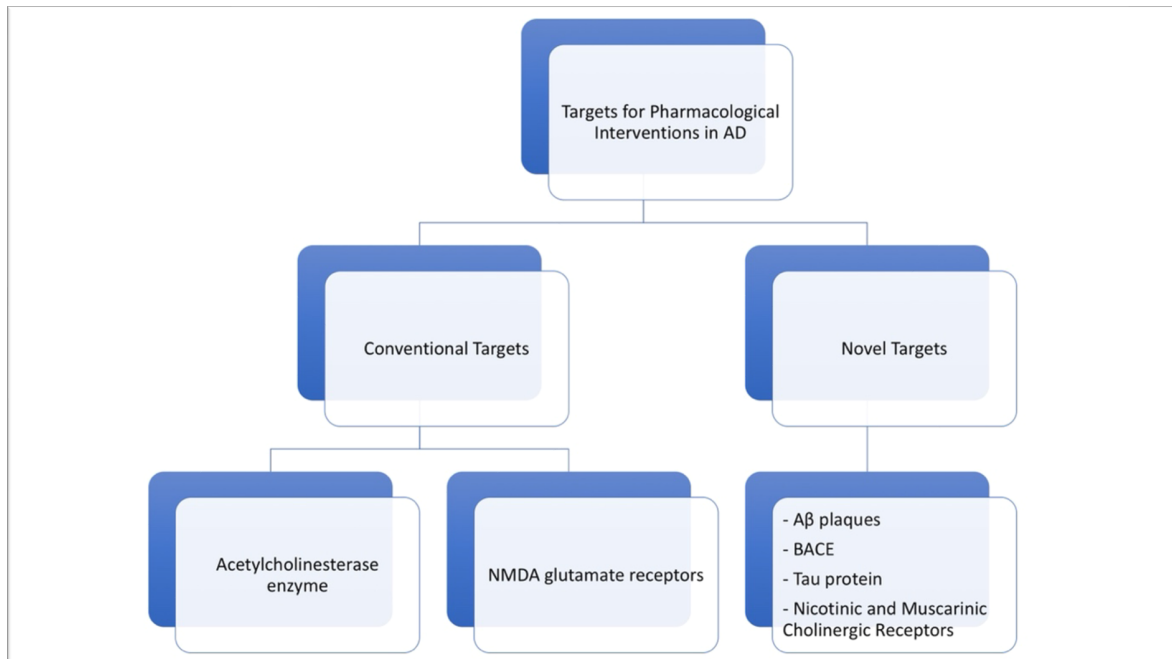 Targets for Pharmacological
Interventions in AD
Conventional Targets
Novel Targets
Acetylcholinesterase
enzyme
NMDA glutamate receptors
- Aβ plaques
- BACE
- Tau protein
- Nicotinic and Muscarinic
Cholinergic Receptors